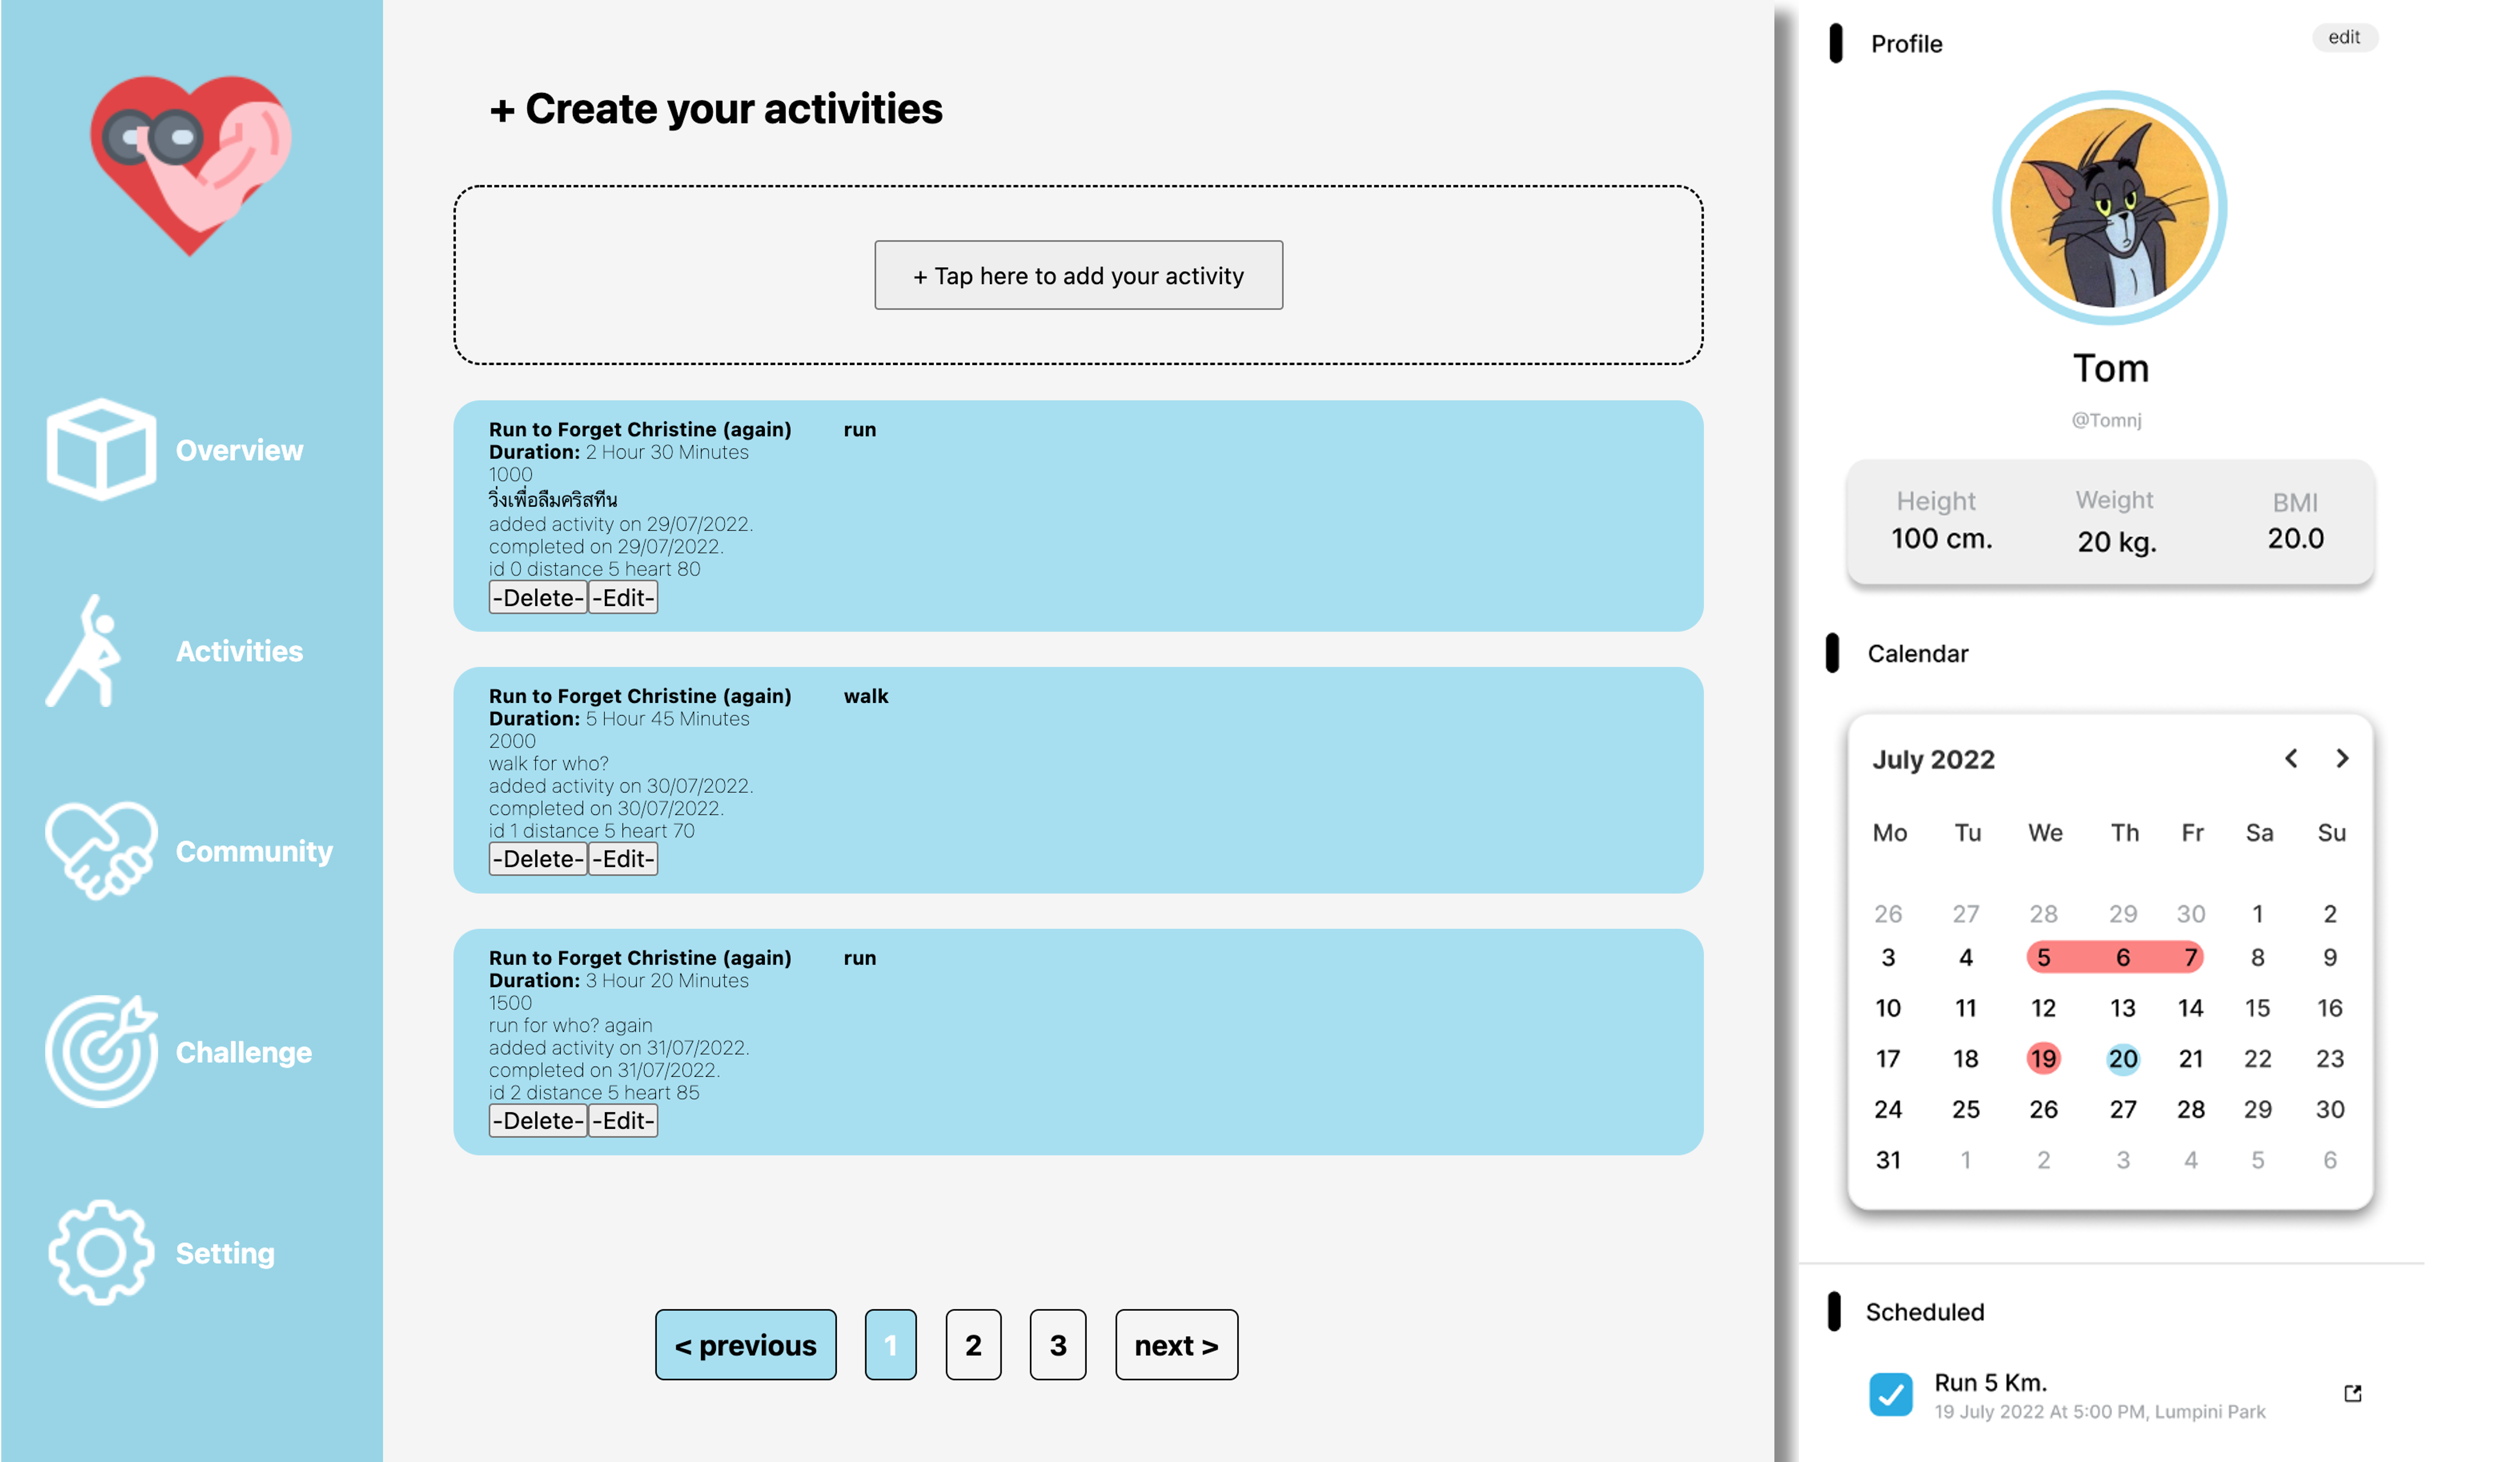 Overview
Activities
Community
Challenge
Setting
+ Create your activities
+ Tap here to add your activity
Run to Forget Christine (again) run
Duration: 2 Hour 30 Minutes
1000
วิ่งเพื่อลืมคริสทีน
added activity on 29/07/2022.
completed on 29/07/2022.
id 0 distance 5 heart 80
-Delete- -Edit-
Run to Forget Christine (again) walk
Duration: 5 Hour 45 Minutes
2000
walk for who?
added activity on 30/07/2022.
completed on 30/07/2022.
id 1 distance 5 heart 70
-Delete- -Edit-
Run to Forget Christine (again) run
Duration: 3 Hour 20 Minutes
1500
run for who? again
added activity on 31/07/2022.
completed on 31/07/2022.
id 2 distance 5 heart 85
-Delete- -Edit-
< previous 1 2 3 next >
Profile edit
Tom
@Tomnj
Height Weight BMI
100 cm. 20 kg. 20.0
Calendar
July 2022 < >
Mo Tu We Th Fr Sa Su
26 27 28 29 30 1 2
3 4 5 6 7 8 9
10 11 12 13 14 15 16
17 18 19 20 21 22 23
24 25 26 27 28 29 30
31 1 2 3 4 5 6
Scheduled
Run 5 Km.
19 July 2022 At 5:00 PM, Lumpini Park